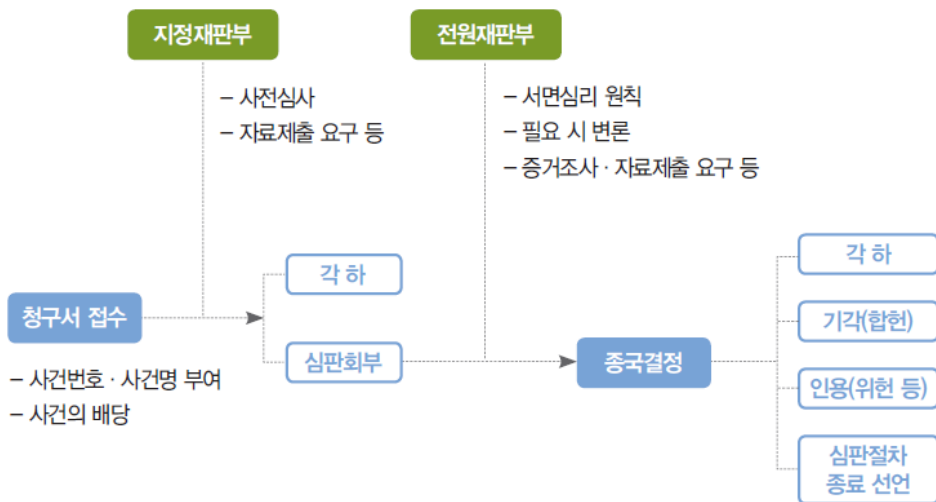 지정재판부
전원재판부
– 사전심사
– 자료제출 요구 등
– 서면심리 원칙
– 필요 시 변론
– 증거조사 · 자료제출 요구 등
청구서 접수
– 사건번호 · 사건명 부여
– 사건의 배당
각 하
심판회부
종국결정
각 하
기각(합헌)
인용(위헌 등)
심판절차
종료 선언